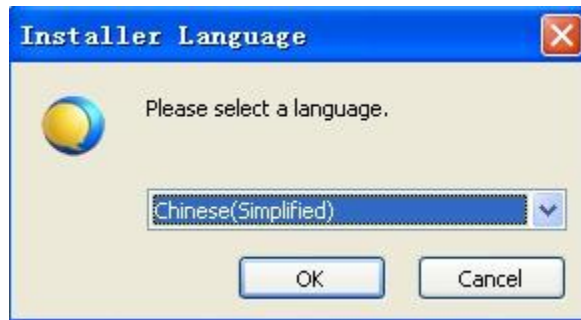 Installer Language
Please select a language.
Chinese(Simplified)
OK
Cancel